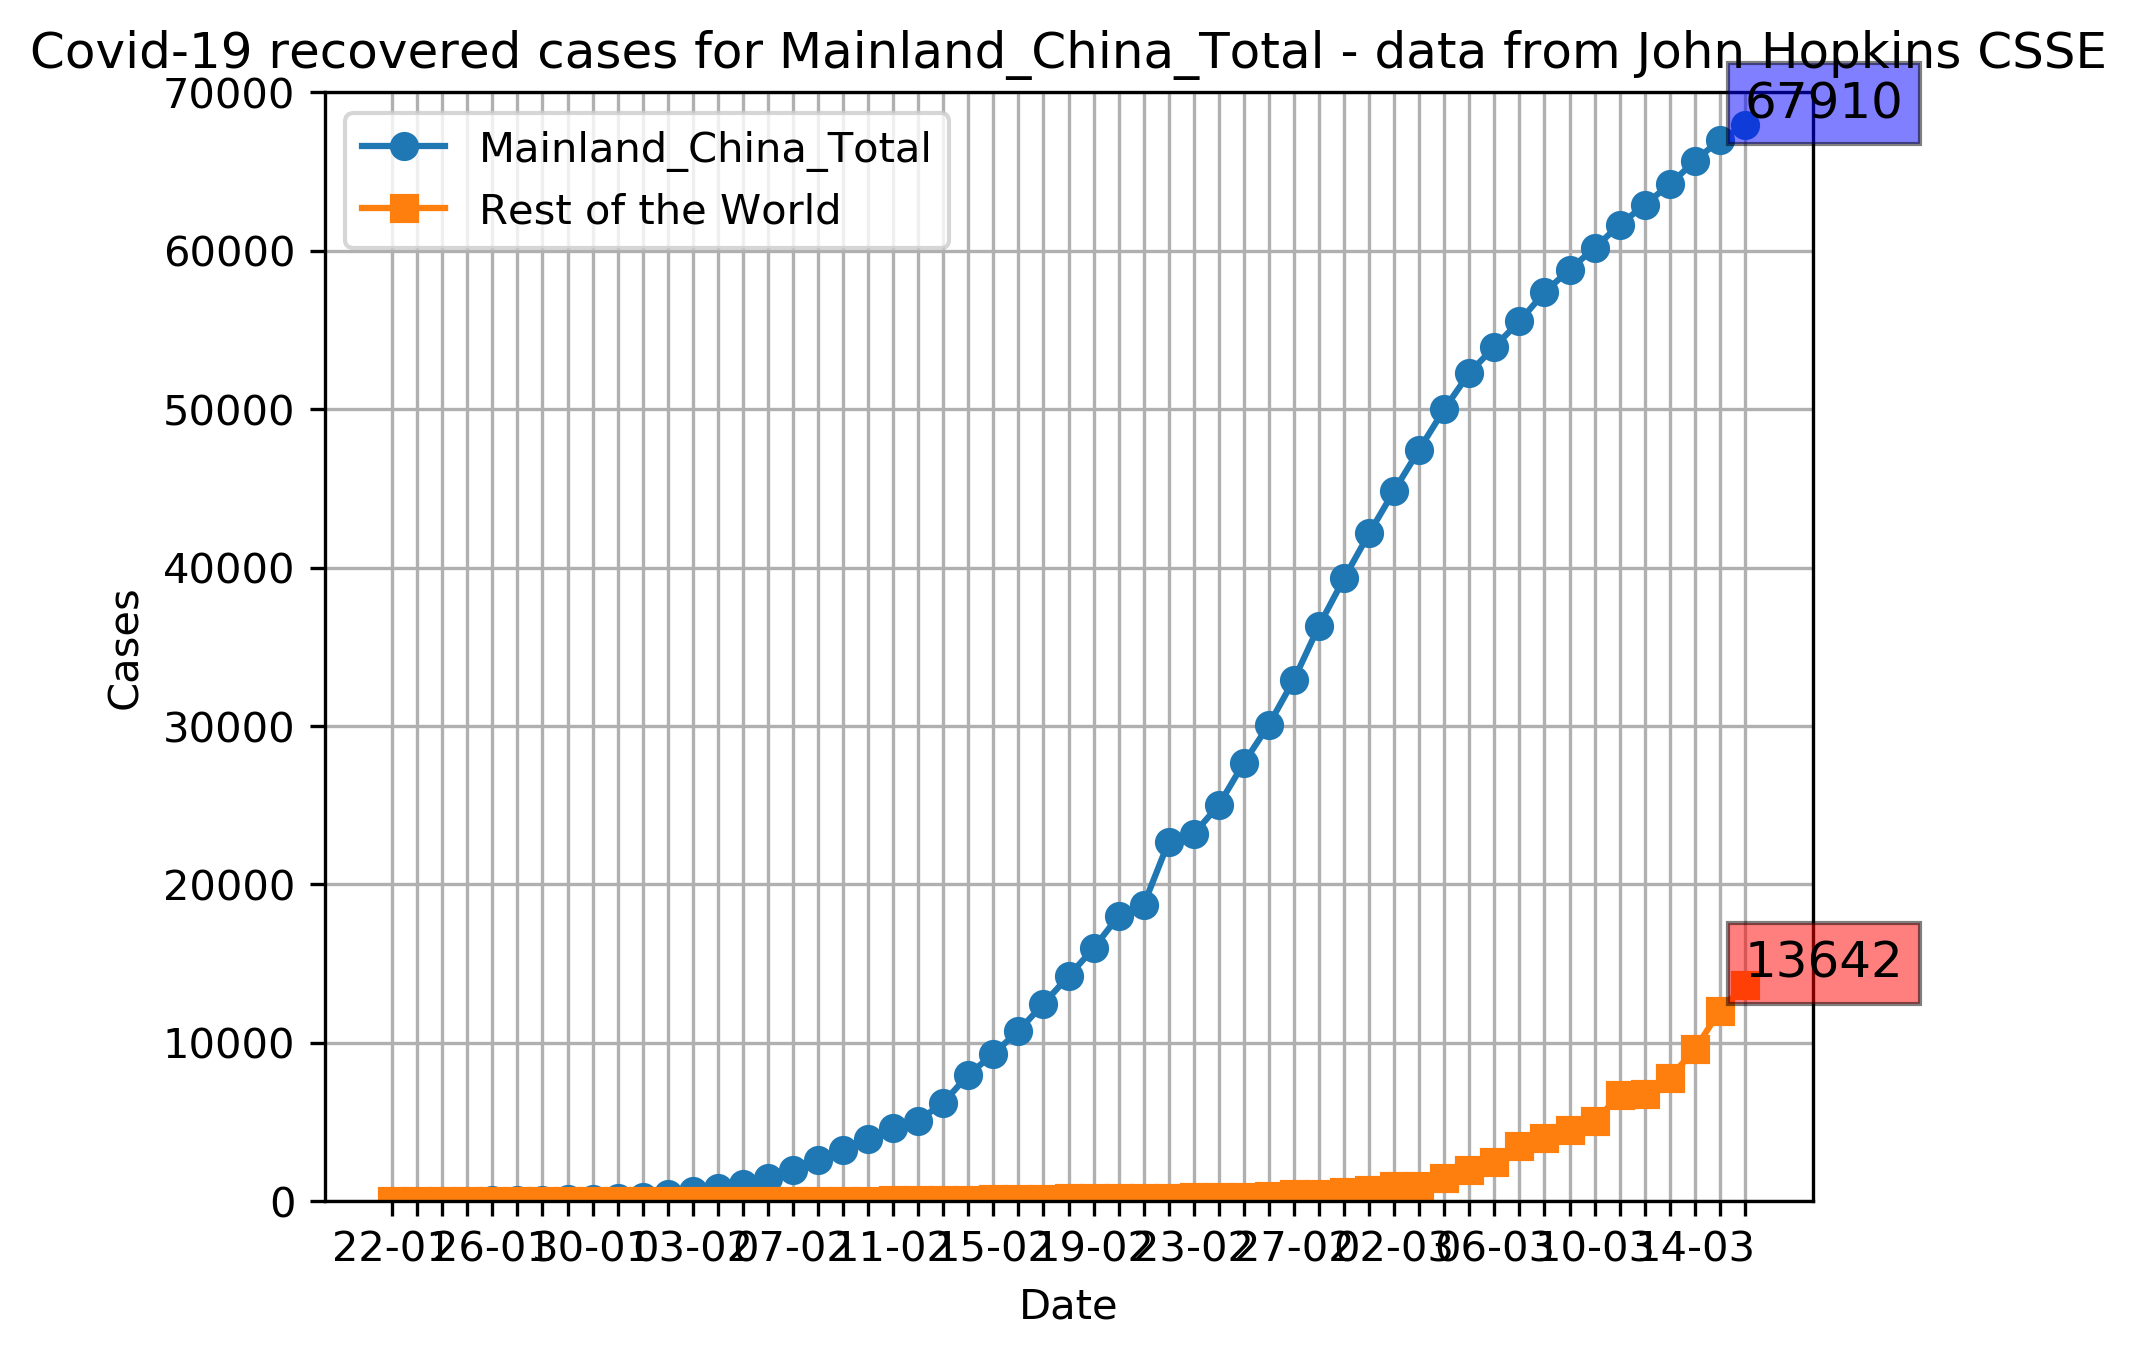 Covid-19 recovered cases for Mainland_China_Total - data from John Hopkins CSSE
67910
Mainland_China_Total
Rest of the World
70000
60000
50000
40000
30000
20000
10000
0
Cases
13642
22-01 26-01 30-01 03-02 07-02 11-02 15-02 19-02 23-02 27-02 02-03 06-03 10-03 14-03
Date